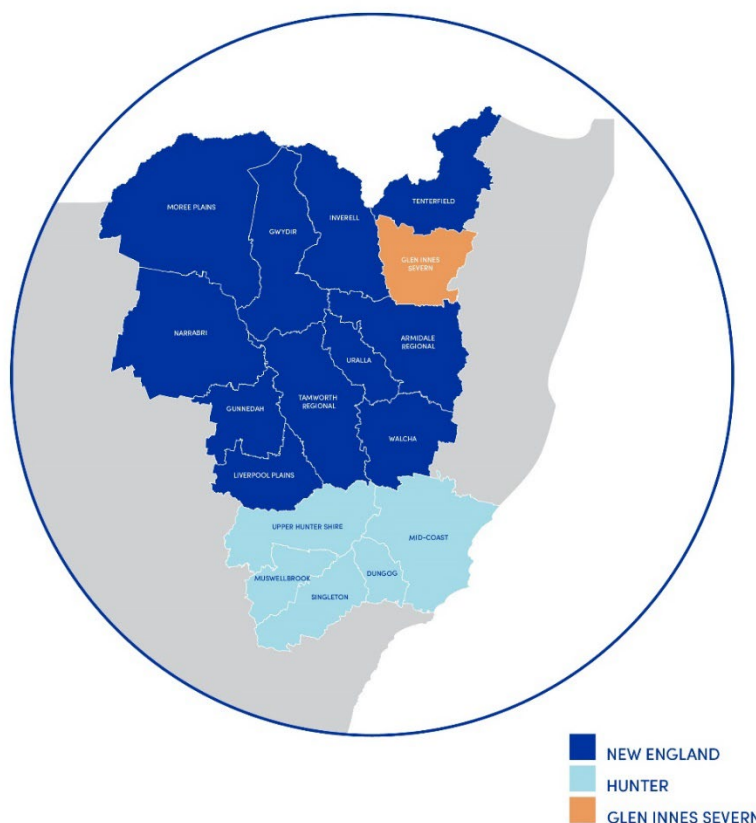 TENTERFIELD
MOREE PLAINS
INVERELL
GWYDIR
GLEN INNES
SEVERN
NARRABRI
ARMIDALE
REGIONAL
URALLA
TAMWORTH
REGIONAL
GUNNEDAH
WALCHA
LIVERPOOL PLAINS
UPPER HUNTER SHIRE
MID-COAST
DUNGOG
MUSWELLBROOK
SINGLETON
NEW ENGLAND
HUNTER
GLEN INNES SEVERN